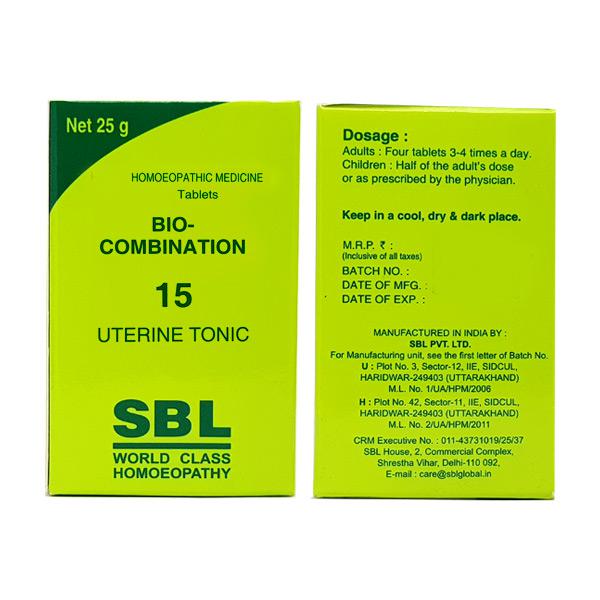 Net 25 g
HOMOEOPATHIC MEDICINE
Tablets
BIO-
COMBINATION
15
UTERINE TONIC
SBL
WORLD CLASS
HOMOEOPATHY
Dosage :
Adults : Four tablets 3-4 times a day.
Children : Half of the adult's dose
or as prescribed by the physician.
Keep in a cool, dry & dark place.
M.R.P. ₹ :
(Inclusive of all taxes)
BATCH NO. :
DATE OF MFG. :
DATE OF EXP. :
MANUFACTURED IN INDIA BY :
SBL PVT. LTD.
For Manufacturing unit, see the first letter of Batch No.
U : Plot No. 3, Sector-12, IIE, SIDCUL,
HARIDWAR-249403 (UTTARAKHAND)
M.L. No. 1/UA/HPM/2006
H : Plot No. 42, Sector-11, IIE, SIDCUL,
HARIDWAR-249403 (UTTARAKHAND)
M.L. No. 2/UA/HPM/2011
CRM Executive No. : 011-43731019/25/37
SBL House, 2, Commercial Complex,
Shrestha Vihar, Delhi-110 092,
E-mail : care@sblglobal.in